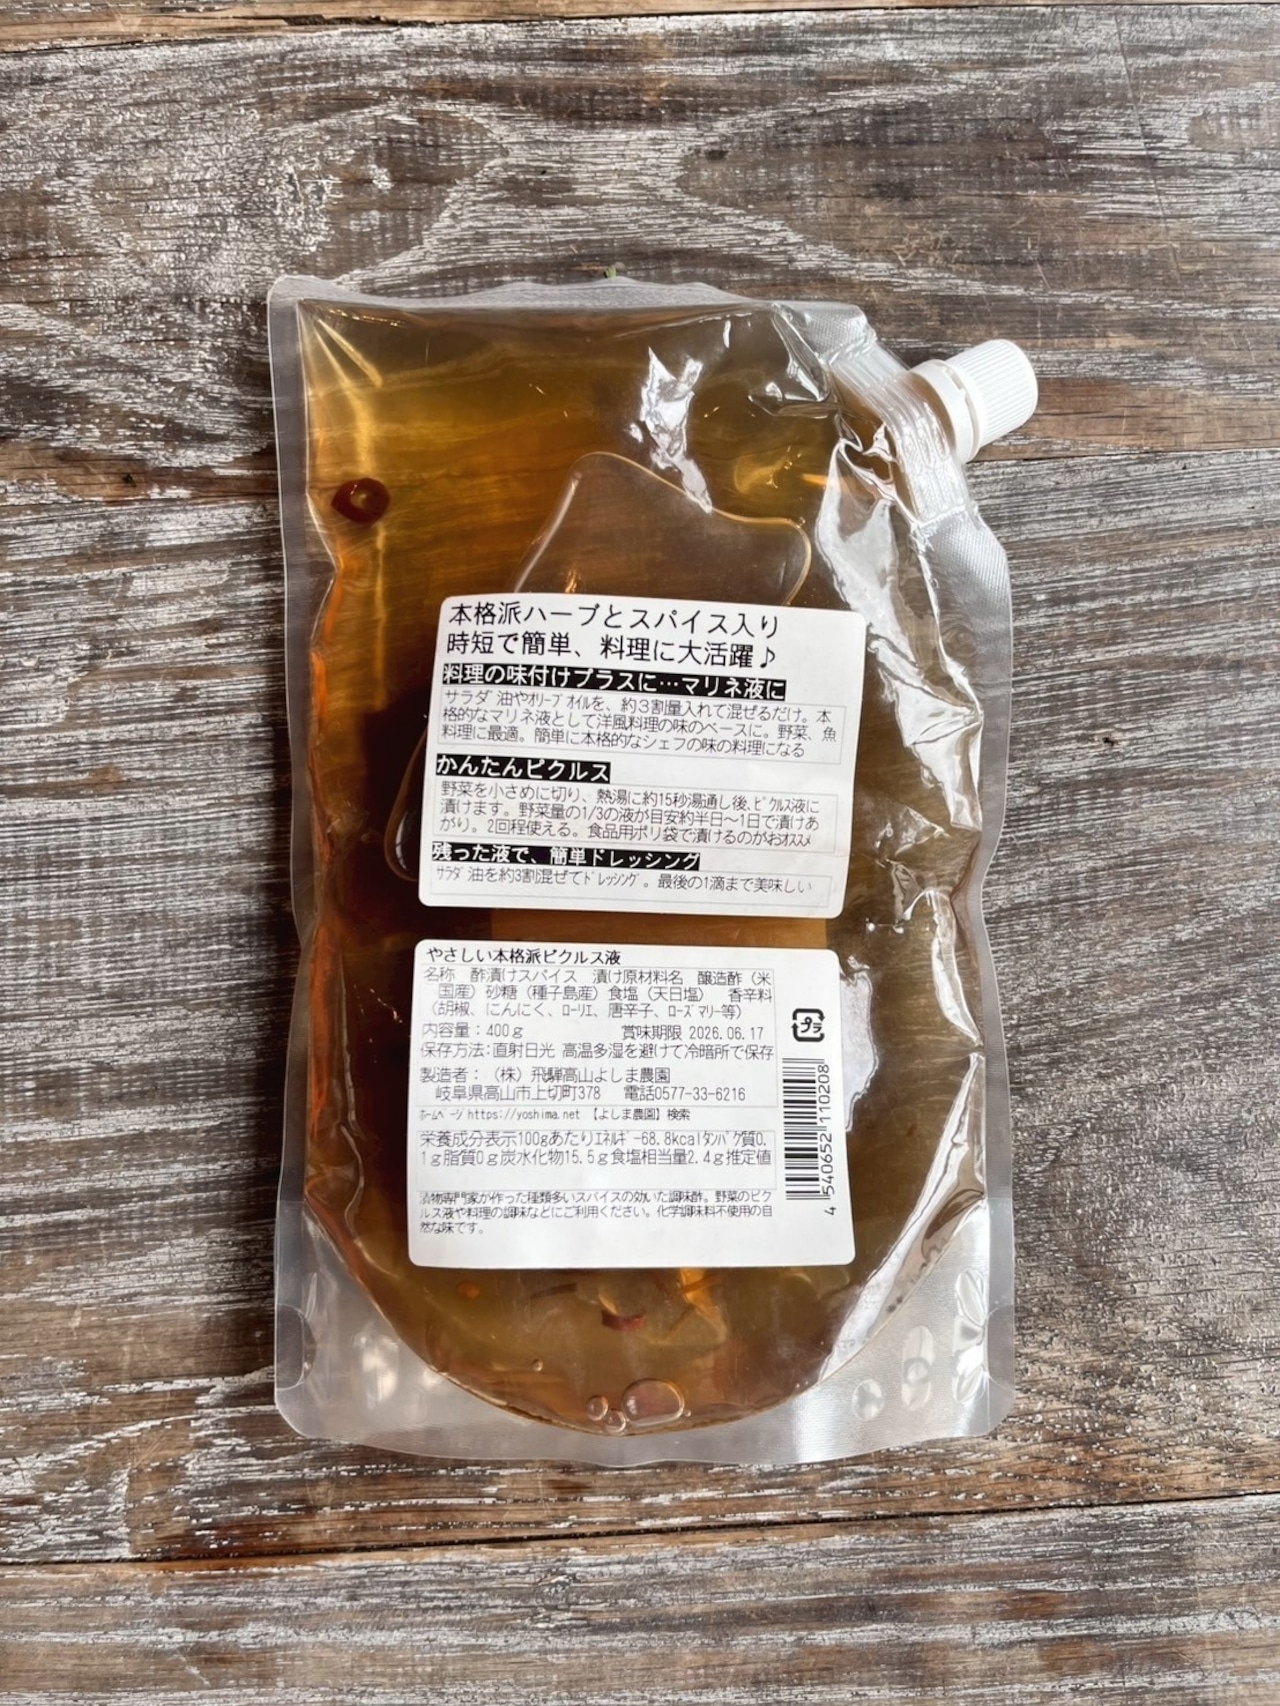 本格派ハーブとスパイス入り
時短で簡単、料理に大活躍♪
料理の味付けプラスに…マリネ液に
サラダ油やオリーブオイルを、約3割量入れて混ぜるだけ。本
格的なマリネ液として洋風料理の味のベースに。野菜、魚
料理に最適。簡単に本格的なシェフの味の料理になる
かんたんピクルス
野菜を小さめに切り、熱湯に約15秒湯通し後、ピクルス液に
漬けます。野菜量の1/3の液が目安約半日～1日で漬けあ
がり。2回程使える。食品用ポリ袋で漬けるのがおススメ
残った液で、簡単ドレッシング
サラダ油を約3割混ぜてドレッシング。最後の1滴まで美味しい
やさしい本格派ピクルス液
名称 酢漬けスパイス 漬け原材料名 醸造酢（米
国産）砂糖（種子島産）食塩（天日塩） 香辛料
（胡椒、にんにく、ローリエ、唐辛子、ローズマリー等）
内容量：400g 賞味期限 2026.06.17
保存方法：直射日光 高温多湿を避けて冷暗所で保存
製造者：（株）飛騨高山よしま農園
岐阜県高山市上切町378 電話0577-33-6216
ホームページ https://yoshima.net 【よしま農園】検索
栄養成分表示100gあたりエネルギー68.8kcalタンパク質0.
1g脂質0g炭水化物15.5g食塩相当量2.4g推定値
漬物専門家が作った種類多いスパイスの効いた調味酢。野菜のピク
ルス液や料理の調味などにご利用ください。化学調味料不使用の自
然な味です。
プラ
4 540652 110208